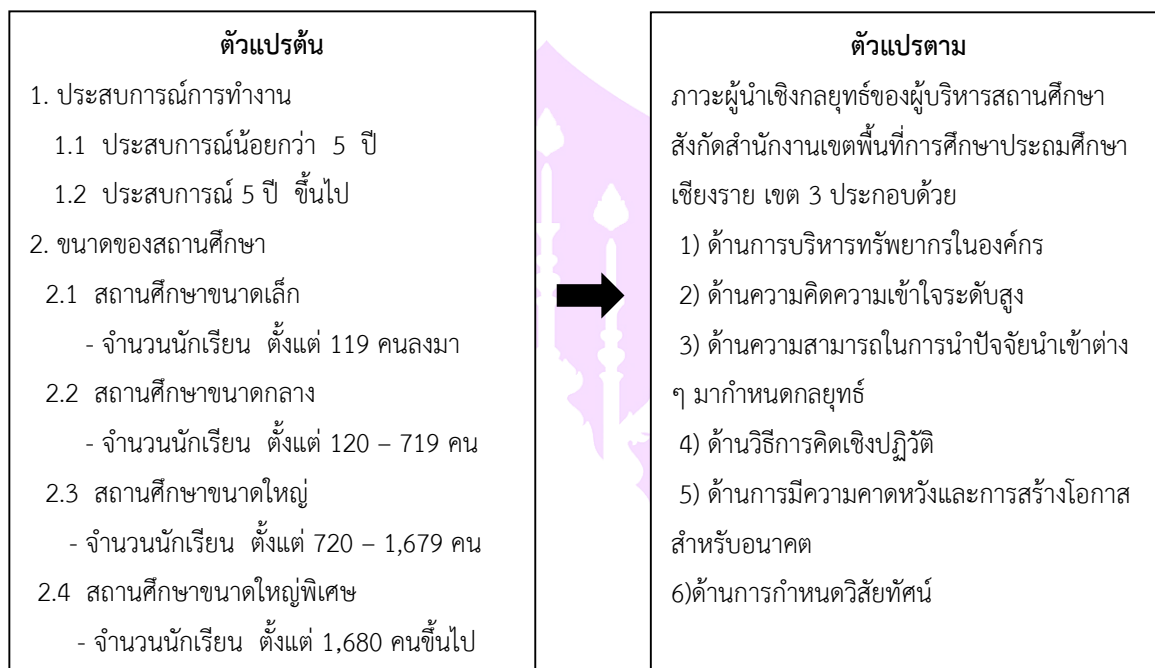 ตัวแปรต้น
1. ประสบการณ์การทำงาน
1.1 ประสบการณ์น้อยกว่า 5 ปี
1.2 ประสบการณ์ 5 ปี ขึ้นไป
2. ขนาดของสถานศึกษา
2.1 สถานศึกษาขนาดเล็ก
- จำนวนนักเรียน ตั้งแต่ 119 คนลงมา
2.2 สถานศึกษาขนาดกลาง
- จำนวนนักเรียน ตั้งแต่ 120 – 719 คน
2.3 สถานศึกษาขนาดใหญ่
- จำนวนนักเรียน ตั้งแต่ 720 – 1,679 คน
2.4 สถานศึกษาขนาดใหญ่พิเศษ
- จำนวนนักเรียน ตั้งแต่ 1,680 คนขึ้นไป
ตัวแปรตาม
ภาวะผู้นำเชิงกลยุทธ์ของผู้บริหารสถานศึกษา
สังกัดสำนักงานเขตพื้นที่การศึกษาประถมศึกษา
เชียงราย เขต 3 ประกอบด้วย
1) ด้านการบริหารทรัพยากรในองค์กร
2) ด้านความคิดความเข้าใจระดับสูง
3) ด้านความสามารถในการนำปัจจัยนำเข้าต่าง
ๆ มากำหนดกลยุทธ์
4) ด้านวิธีการคิดเชิงปฏิวัติ
5) ด้านการมีความคาดหวังและการสร้างโอกาส
สำหรับอนาคต
6)ด้านการกำหนดวิสัยทัศน์